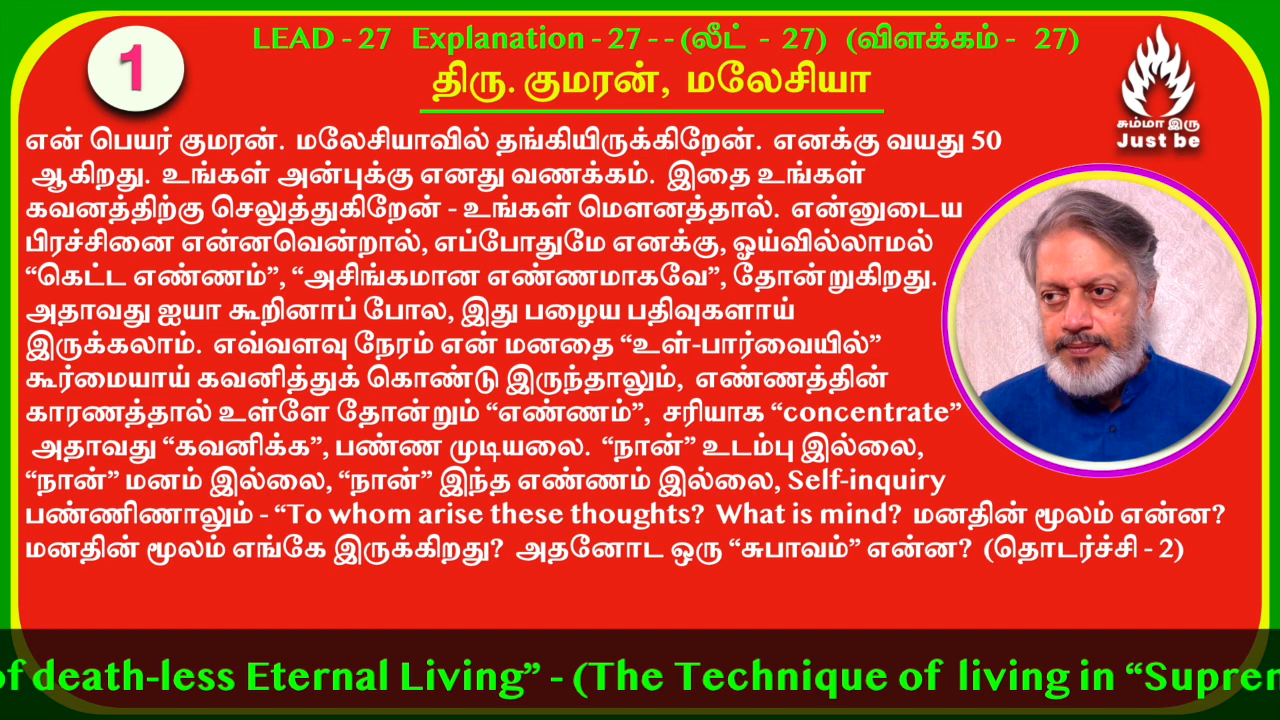 LEAD - 27 Explanation - 27 - - (லீட் - 27) (விளக்கம் - 27)
1
திரு. குமரன், மலேசியா
சும்மா இரு
Just be
என் பெயர் குமரன். மலேசியாவில் தங்கியிருக்கிறேன். எனக்கு வயது 50
ஆகிறது. உங்கள் அன்புக்கு எனது வணக்கம். இதை உங்கள்
கவனத்திற்கு செலுத்துகிறேன் - உங்கள் மௌனத்தால். என்னுடைய
பிரச்சினை என்னவென்றால், எப்போதுமே எனக்கு, ஓய்வில்லாமல்
“கெட்ட எண்ணம்”, “அசிங்கமான எண்ணமாகவே”, தோன்றுகிறது.
அதாவது ஐயா கூறினாப் போல, இது பழைய பதிவுகளாய்
இருக்கலாம். எவ்வளவு நேரம் என் மனதை “உள்-பார்வையில்”
கூர்மையாய் கவனித்துக் கொண்டு இருந்தாலும், எண்ணத்தின்
காரணத்தால் உள்ளே தோன்றும் “எண்ணம்”, சரியாக “concentrate”
அதாவது “கவனிக்க”, பண்ண முடியலை. “நான்” உடம்பு இல்லை,
“நான்” மனம் இல்லை, “நான்” இந்த எண்ணம் இல்லை, Self-inquiry
பண்ணிணாலும் - “To whom arise these thoughts? What is mind? மனதின் மூலம் என்ன?
மனதின் மூலம் எங்கே இருக்கிறது? அதனோட ஒரு “சுபாவம்” என்ன? (தொடர்ச்சி - 2)
of death-less Eternal Living” - (The Technique of living in “Suprem